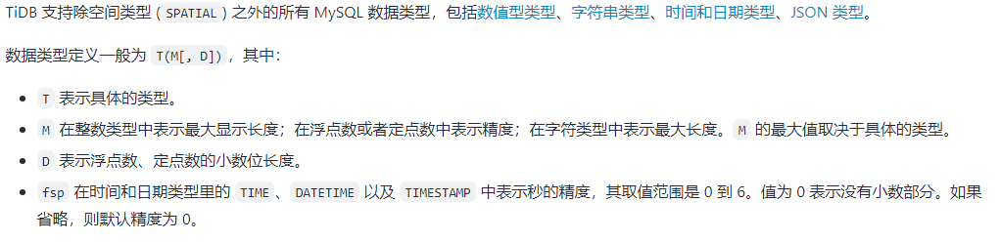 TiDB 支持除空间类型 (SPATIAL) 之外的所有 MySQL 数据类型，包括数值型类型、字符串类型、时间和日期类型、JSON 类型。
数据类型定义一般为 T(M[, D])，其中：
• T 表示具体的类型。
• M 在整数类型中表示最大显示长度；在浮点数或者定点数中表示精度；在字符类型中表示最大长度。M 的最大值取决于具体的类型。
• D 表示浮点数、定点数的小数位长度。
• fsp 在时间和日期类型里的 TIME、DATETIME 以及 TIMESTAMP 中表示秒的精度，其取值范围是 0 到 6。值为 0 表示没有小数部分。如果
省略，则默认精度为 0。